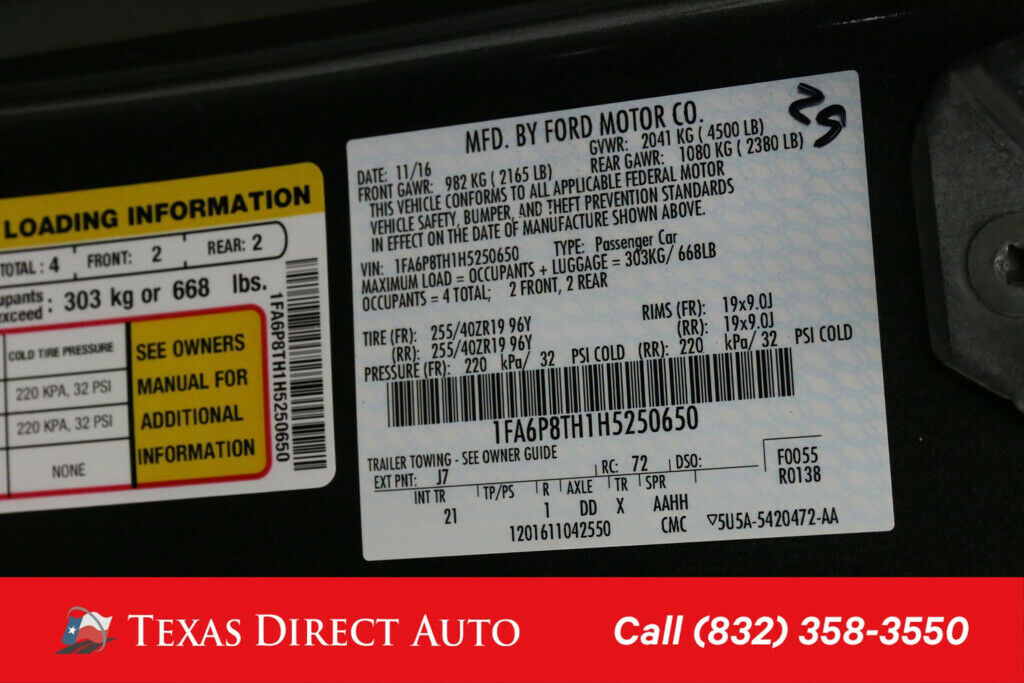 LOADING INFORMATION
TOTAL : 4 FRONT: 2 REAR: 2
upants
exceed : 303 kg or 668 lbs.
COLD TIRE PRESSURE
220 KPA, 32 PSI
220 KPA, 32 PSI
NONE
SEE OWNERS
MANUAL FOR
ADDITIONAL
INFORMATION
1FA6P8TH1H5250650
MFD. BY FORD MOTOR CO.
DATE: 11/16 GVWR: 2041 KG ( 4500 LB)
FRONT GAWR: 982 KG ( 2165 LB) REAR GAWR: 1080 KG ( 2380 LB)
THIS VEHICLE CONFORMS TO ALL APPLICABLE FEDERAL MOTOR
VEHICLE SAFETY, BUMPER, AND THEFT PREVENTION STANDARDS
IN EFFECT ON THE DATE OF MANUFACTURE SHOWN ABOVE.
VIN: 1FA6P8TH1H5250650 TYPE: Passenger Car
MAXIMUM LOAD = OCCUPANTS + LUGGAGE = 303KG/ 668LB
OCCUPANTS = 4 TOTAL; 2 FRONT, 2 REAR
TIRE (FR): 255/40ZR19 96Y RIMS (FR): 19x9.0J
(RR): 255/40ZR19 96Y (RR): 19x9.0J
PRESSURE (FR): 220 kPa/ 32 PSI COLD (RR): 220 kPa/ 32 PSI COLD
1FA6P8TH1H5250650
TRAILER TOWING - SEE OWNER GUIDE
EXT PNT: J7 RC: 72 DSO: F0055
R0138
INT TR TP/PS R AXLE TR SPR
21 1 DD X AAHH
1201611042550 CMC ▽5U5A-5420472-AA
TEXAS DIRECT AUTO
Call (832) 358-3550